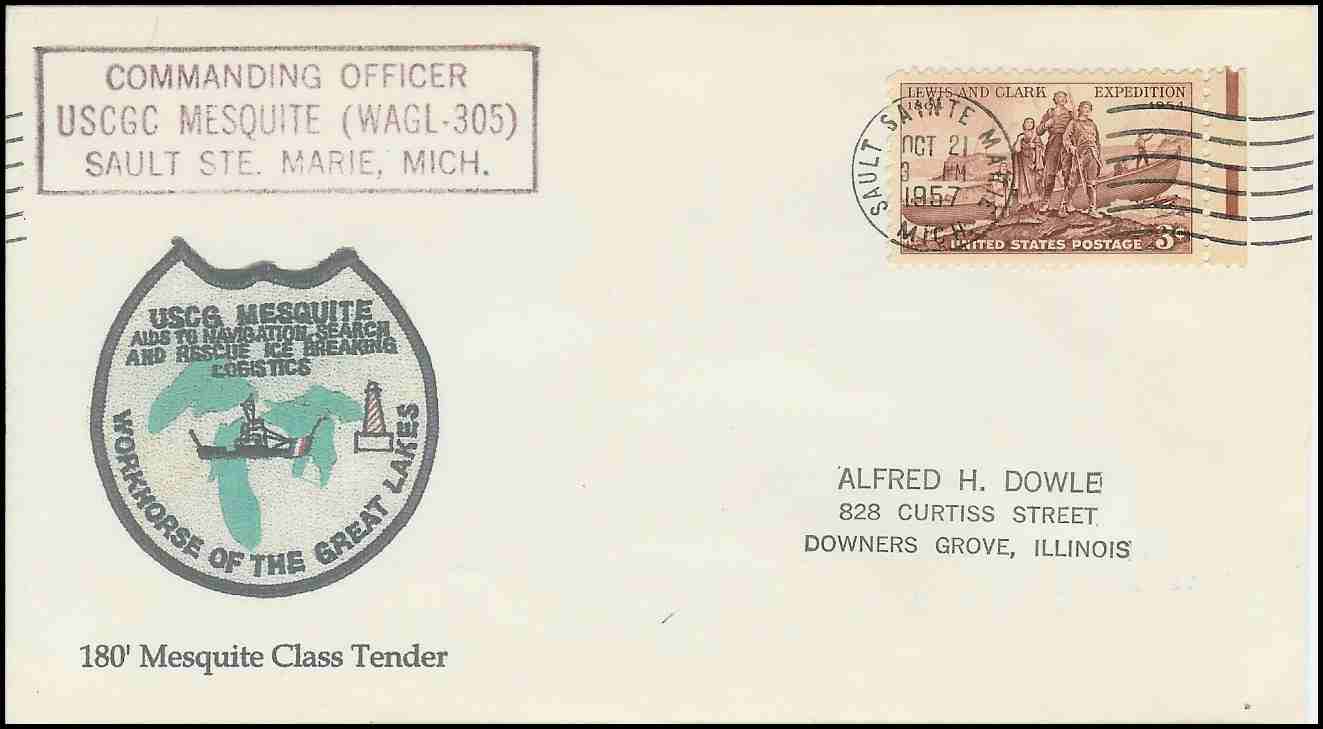 COMMANDING OFFICER
USCGC MESQUITE (WAGL-305)
SAULT STE. MARIE, MICH.
LEWIS AND CLARK EXPEDITION
1804 1954
UNITED STATES POSTAGE 3¢
SAULT SAINTE MARIE
OCT 21
3 PM
1957
MICH.
USCG MESQUITE
AIDS TO NAVIGATION, SEARCH
AND RESCUE ICE BREAKING
LOGISTICS
WORKHORSE OF THE GREAT LAKES
ALFRED H. DOWLE
828 CURTISS STREET
DOWNERS GROVE, ILLINOIS
180' Mesquite Class Tender